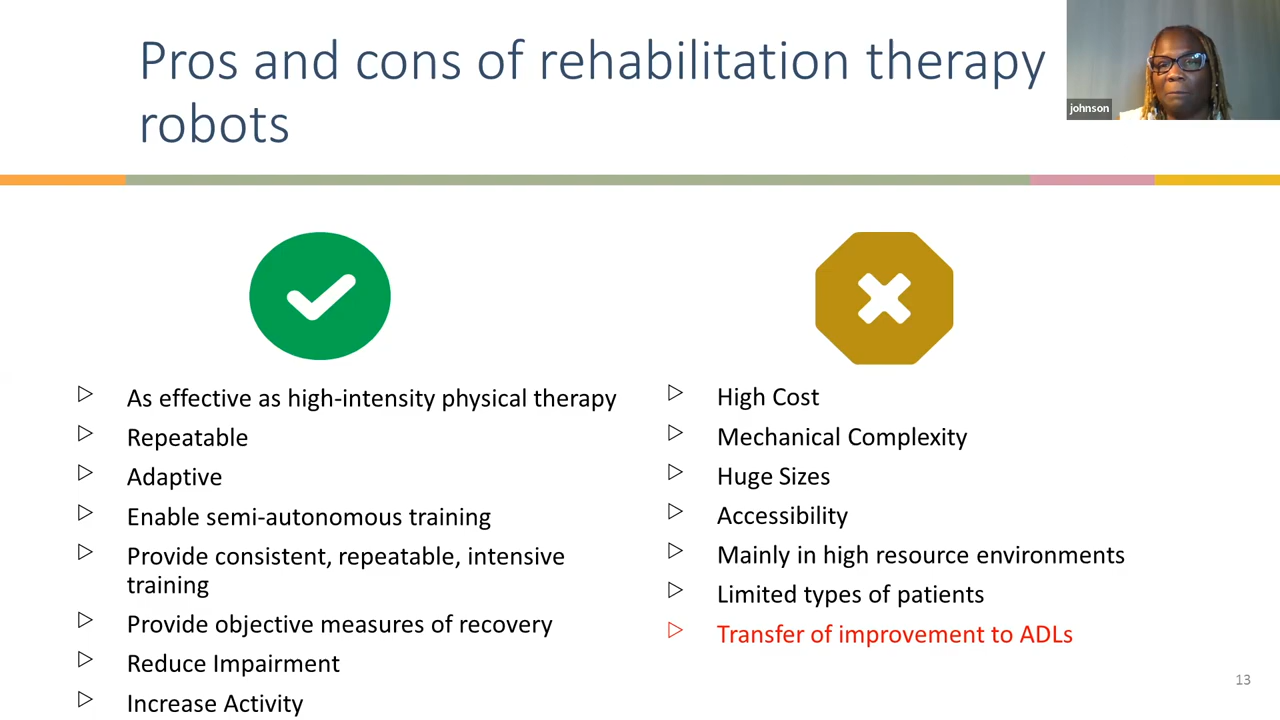 Pros and cons of rehabilitation therapy
robots
johnson
As effective as high-intensity physical therapy
Repeatable
Adaptive
Enable semi-autonomous training
Provide consistent, repeatable, intensive
training
Provide objective measures of recovery
Reduce Impairment
Increase Activity
High Cost
Mechanical Complexity
Huge Sizes
Accessibility
Mainly in high resource environments
Limited types of patients
Transfer of improvement to ADLs
13